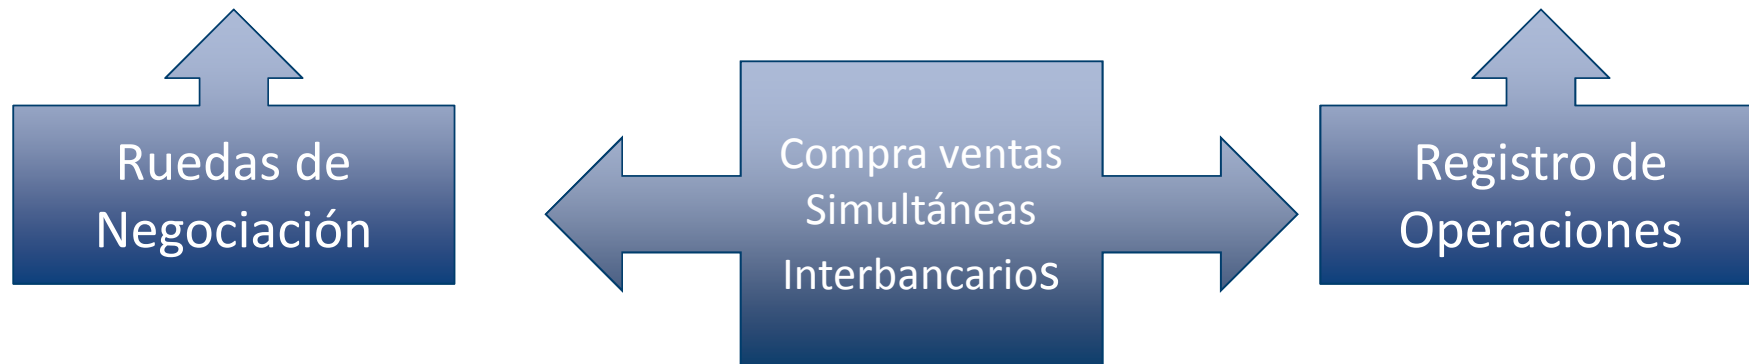 Ruedas de
Negociación
Compra ventas
Simultáneas
Interbancarios
Registro de
Operaciones